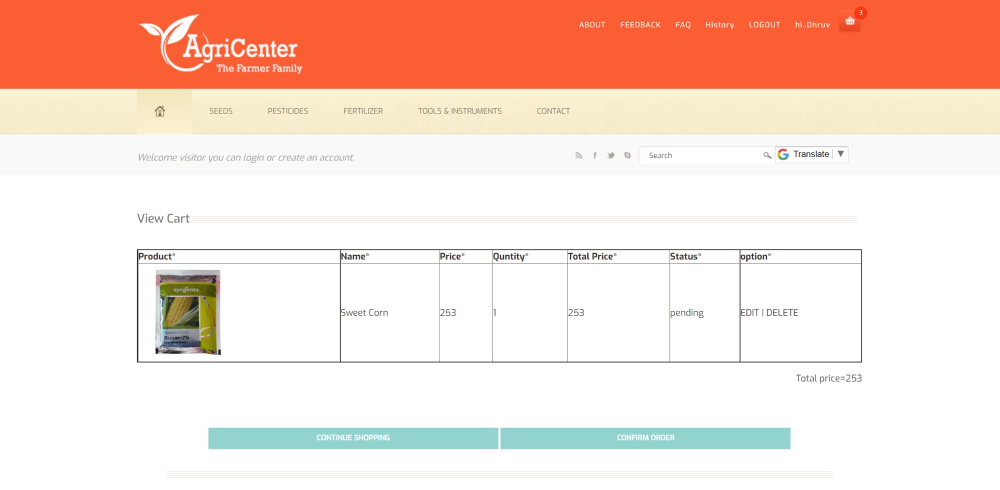 AgriCenter
The Farmer Family
ABOUT FEEDBACK FAQ History LOGOUT hi..Dhruv 3
SEEDS PESTICIDES FERTILIZER TOOLS & INSTRUMENTS CONTACT
Welcome visitor you can login or create an account.
Search
Translate
View Cart
Product* Name* Price* Quntity* Total Price* Status* option*
syngenta.
Sweet Corn
Sugar-75
Sweet Corn 253 1 253 pending EDIT | DELETE
Total price=253
CONTINUE SHOPPING CONFIRM ORDER